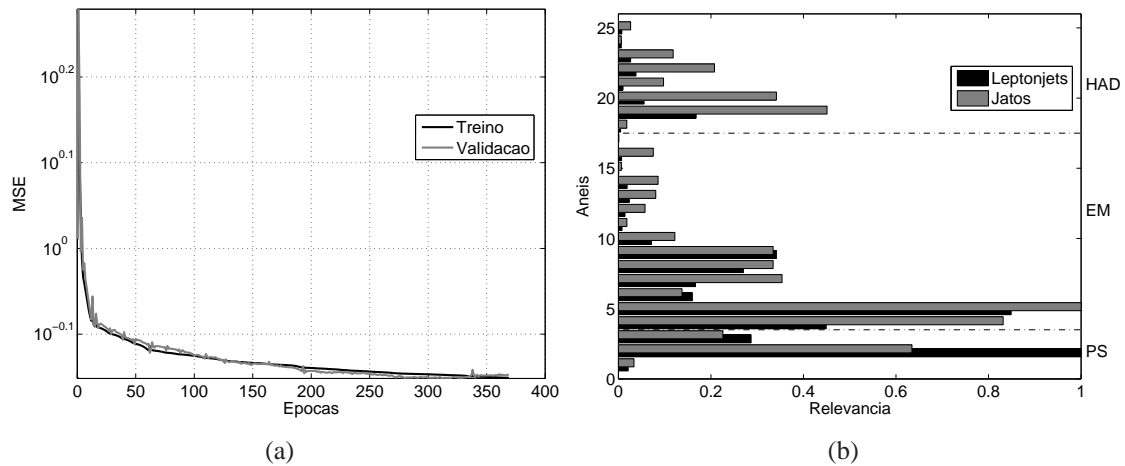 10^0.2
10^0.1
10^0
10^-0.1
MSE
0 50 100 150 200 250 300 350 400
Epocas
Treino
Validacao
(a)
25
20
15
10
5
0
Aneis
0 0.2 0.4 0.6 0.8 1
Relevancia
Leptonjets
Jatos
HAD
EM
PS
(b)